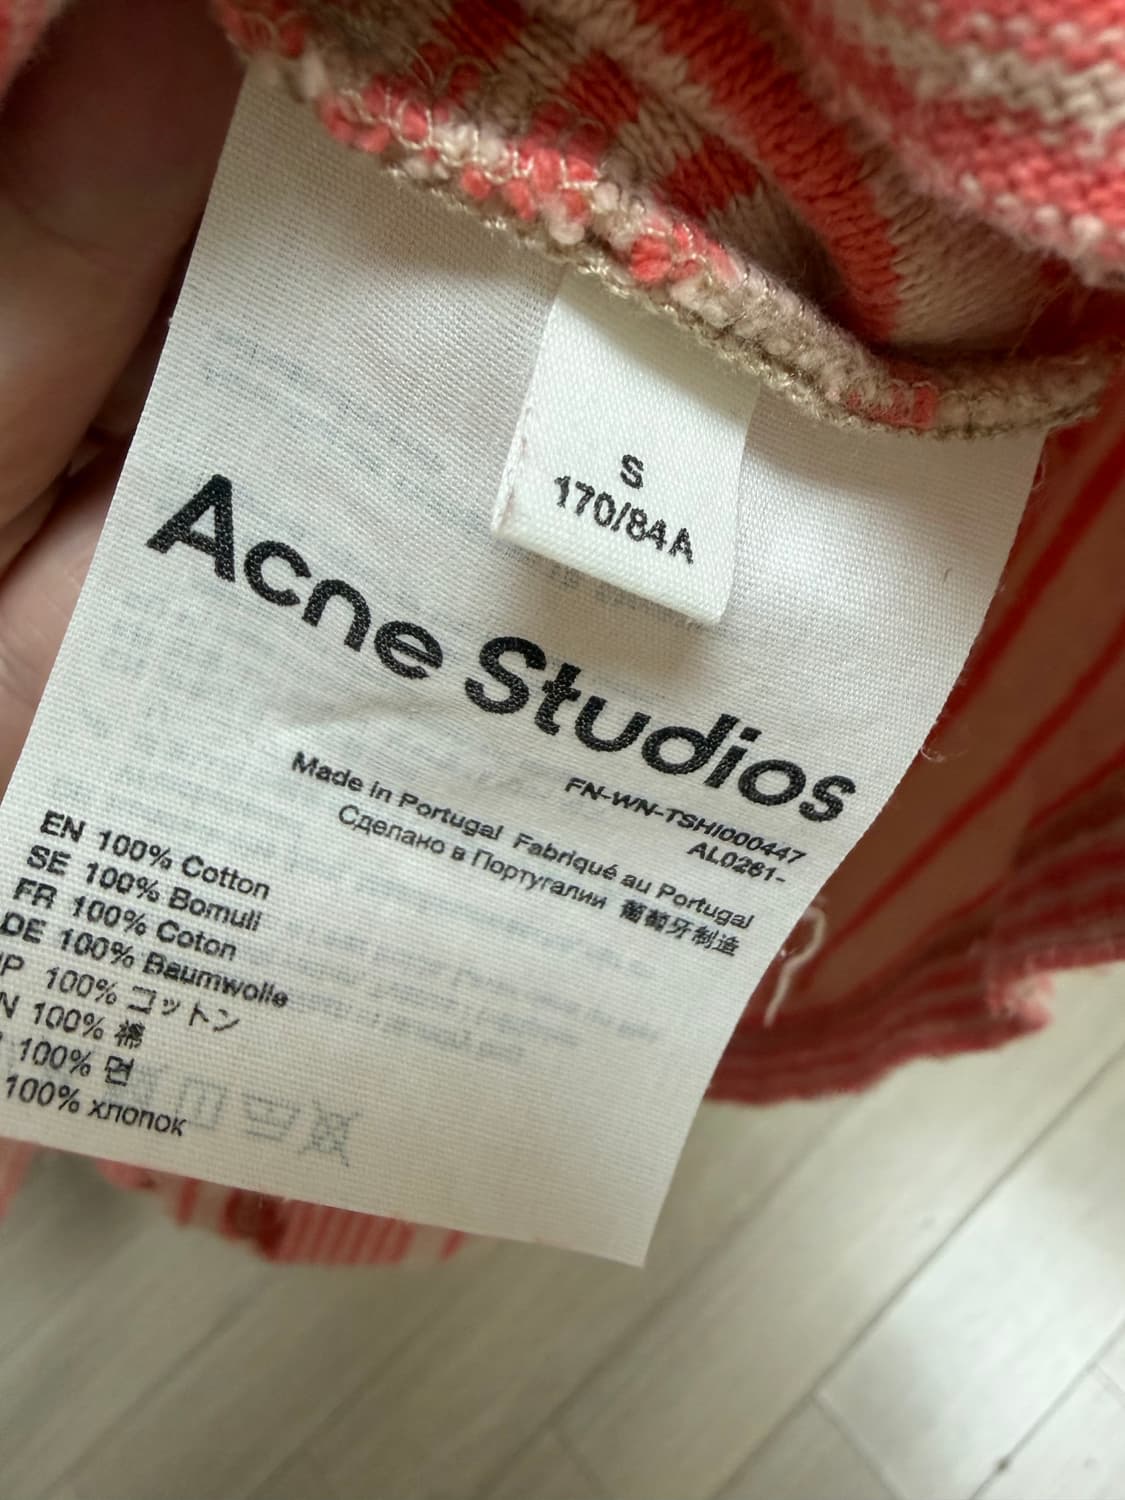 S
170/84A
Acne Studios
FN-WN-TSHI000447
AL0261-
Made in Portugal Fabriqué au Portugal
Сделано в Португалии 葡萄牙制造
EN 100% Cotton
SE 100% Bomull
FR 100% Coton
DE 100% Baumwolle
JP 100% コットン
100% 棉
100% 면
100% хлопок